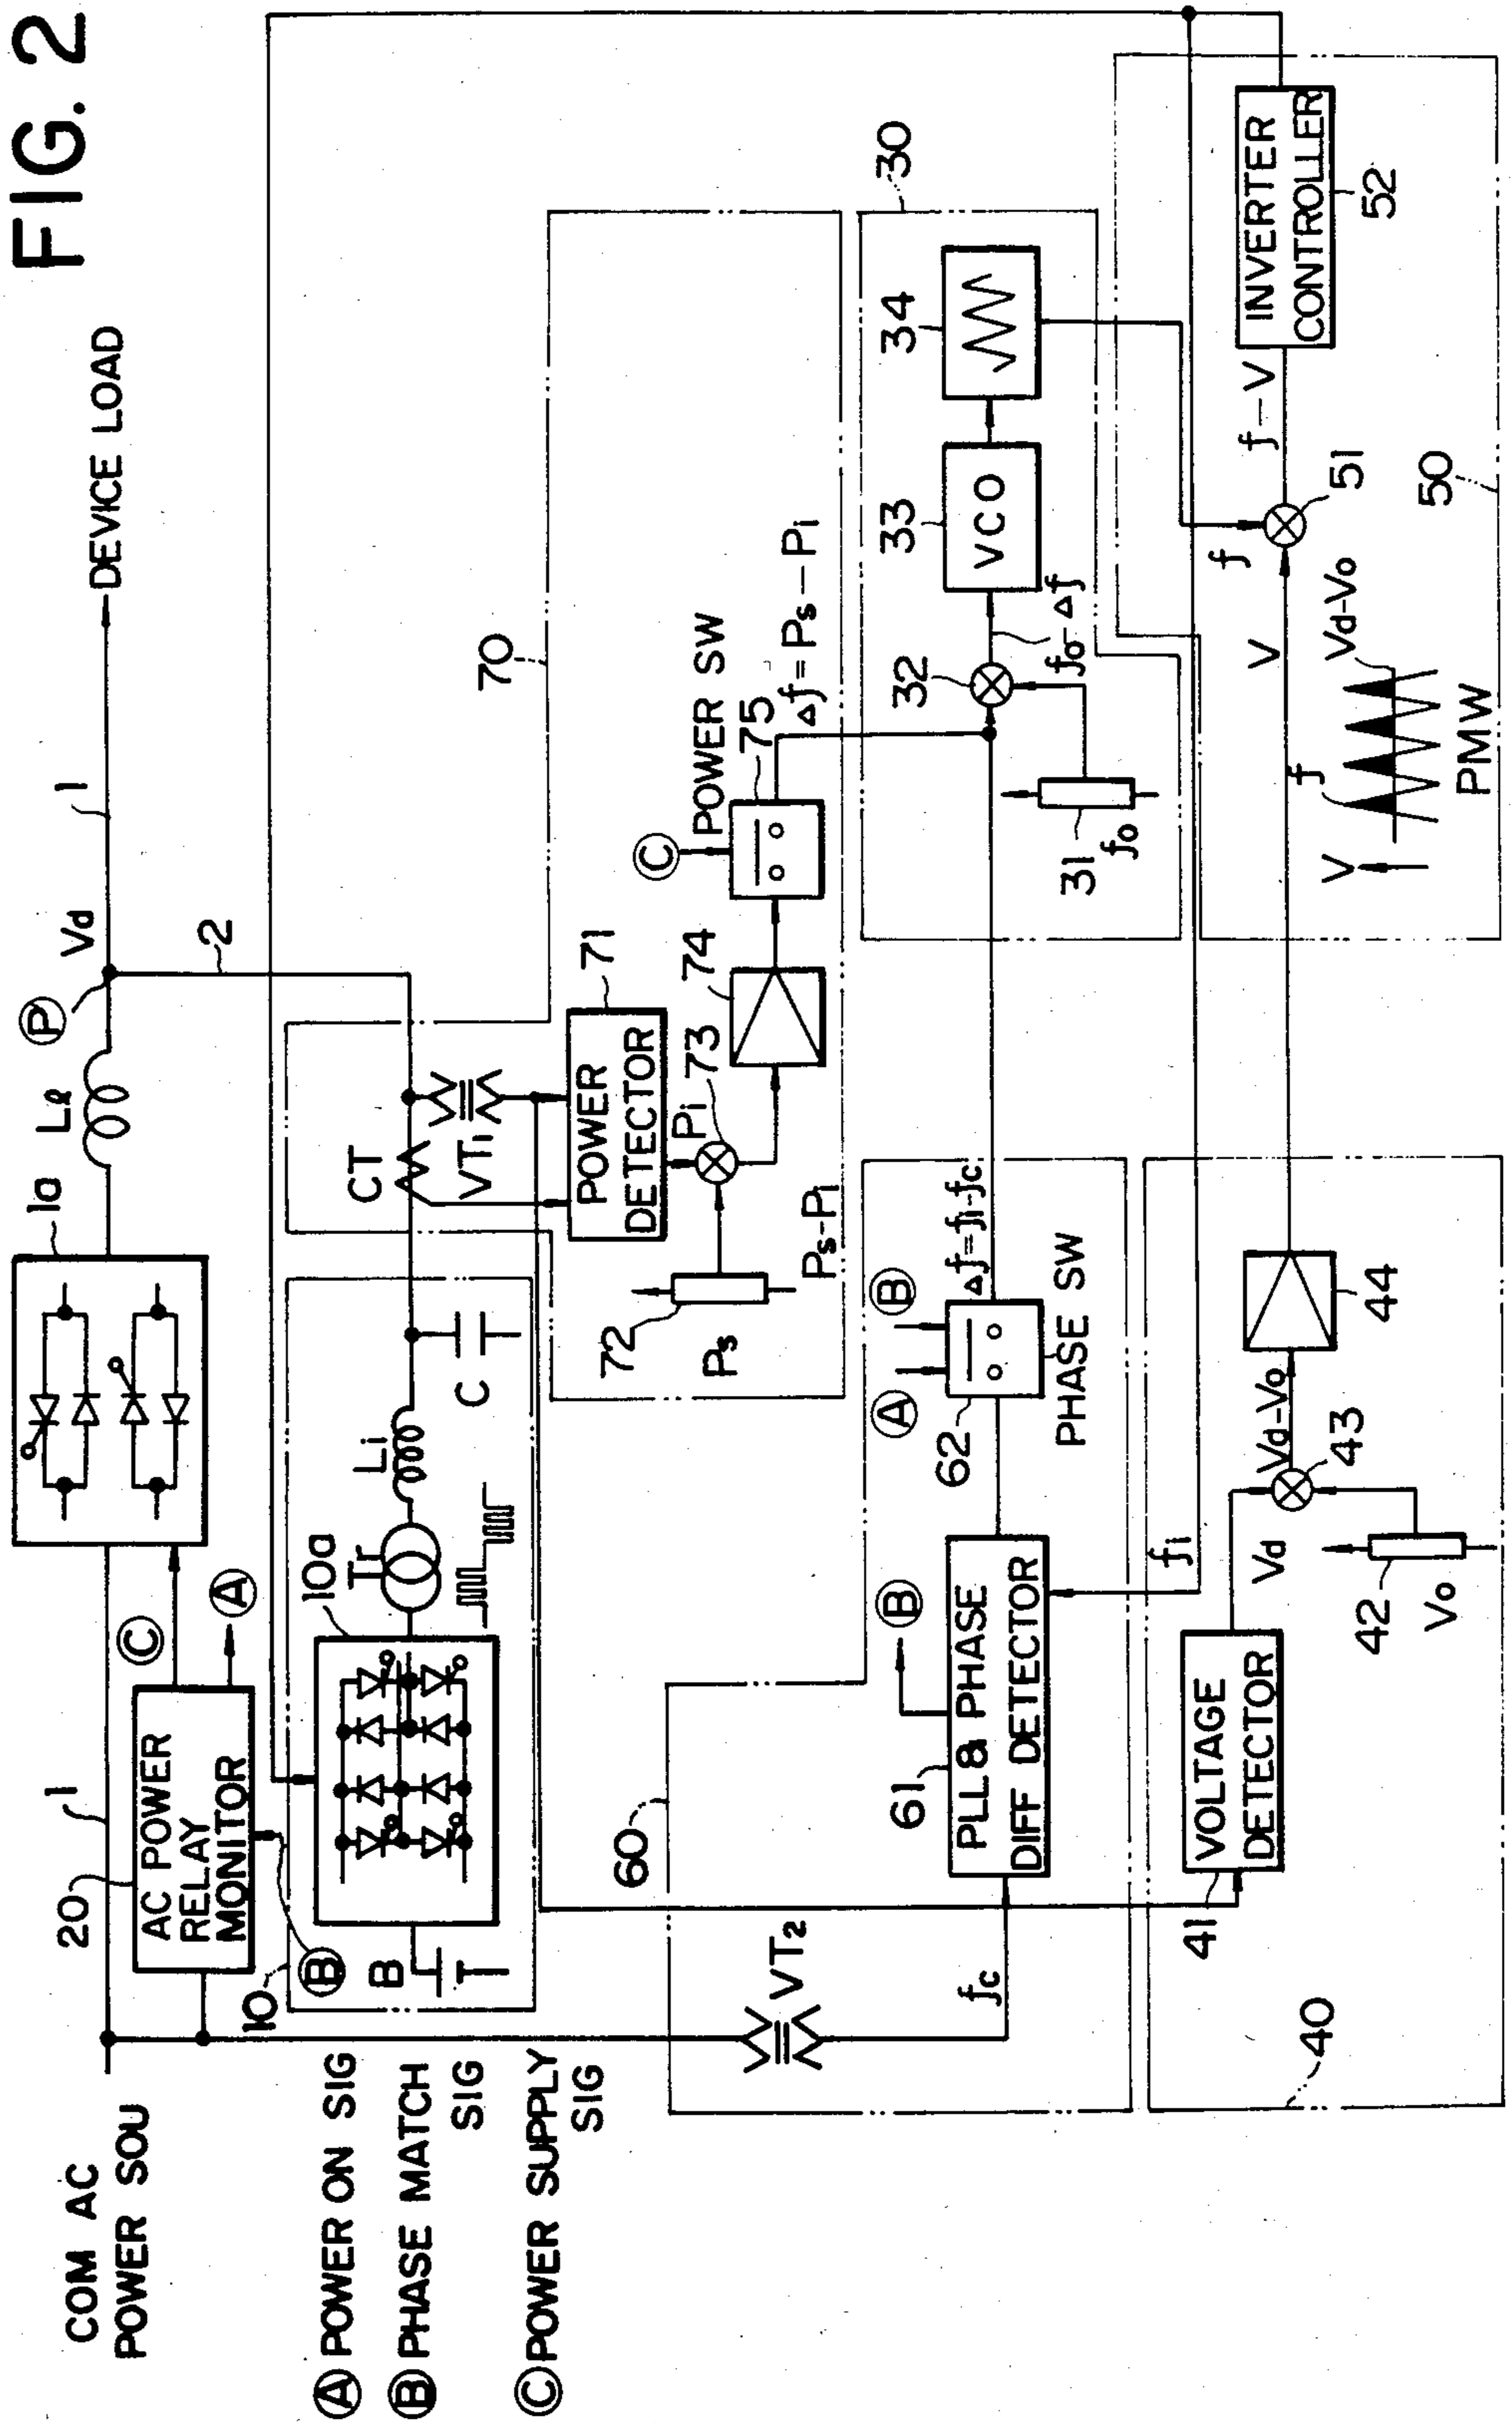 FIG. 2
COM AC
POWER SOU
1
20
AC POWER
RELAY
MONITOR
Ⓒ
Ⓐ
Ⓑ
1a
Lℓ
Ⓟ
Vd
1
DEVICE LOAD
2
10
B
10a
Tr
Li
C
CT
VT1
POWER
DETECTOR
71
70
72
Ps
Pi
73
Ps-Pi
74
Ⓒ
POWER SW
75
Δf=Ps-Pi
Ⓐ POWER ON SIG
Ⓑ PHASE MATCH
SIG
Ⓒ POWER SUPPLY
SIG
60
VT2
fc
61
PLL& PHASE
DIFF DETECTOR
Ⓑ
fi
62
Ⓐ
Ⓑ
PHASE SW
Δf=fi-fc
30
31
fo
32
fo-Δf
33
VCO
34
40
41
VOLTAGE
DETECTOR
Vd
42
Vo
43
Vd-Vo
44
V
f
51
f-V
INVERTER
CONTROLLER
52
50
V
f
Vd-Vo
PMW